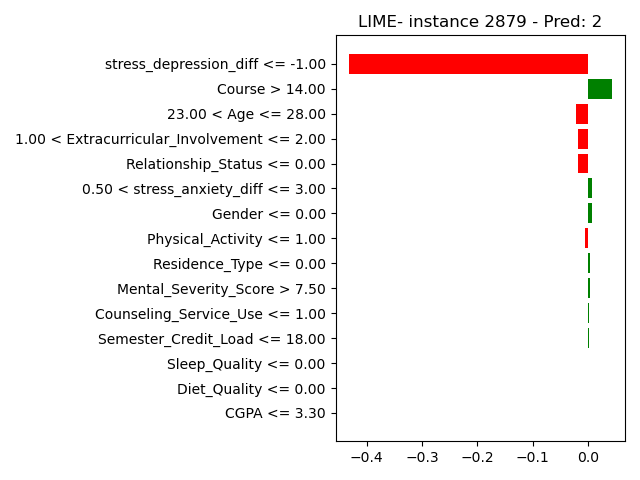 LIME- instance 2879 - Pred: 2
stress_depression_diff <= -1.00
Course > 14.00
23.00 < Age <= 28.00
1.00 < Extracurricular_Involvement <= 2.00
Relationship_Status <= 0.00
0.50 < stress_anxiety_diff <= 3.00
Gender <= 0.00
Physical_Activity <= 1.00
Residence_Type <= 0.00
Mental_Severity_Score > 7.50
Counseling_Service_Use <= 1.00
Semester_Credit_Load <= 18.00
Sleep_Quality <= 0.00
Diet_Quality <= 0.00
CGPA <= 3.30
−0.4 −0.3 −0.2 −0.1 0.0